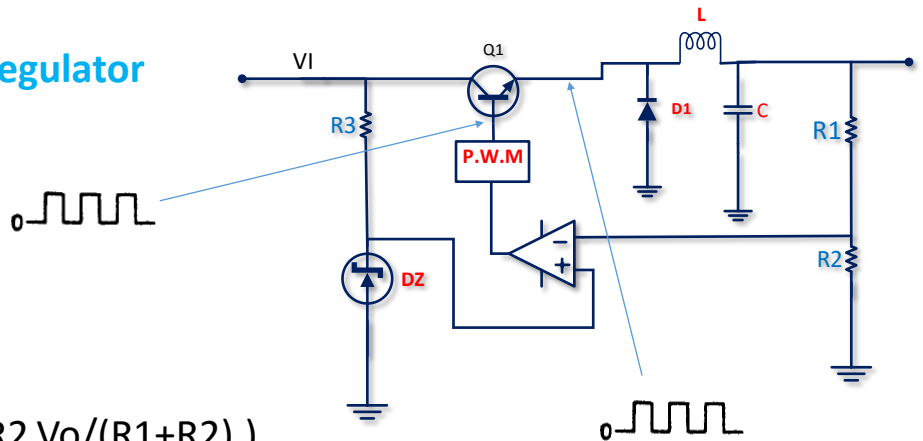 egulator
VI
Q1
L
R3
D1
C
R1
P.W.M
0
−
+
R2
DZ
0
R2 Vo/(R1+R2) )